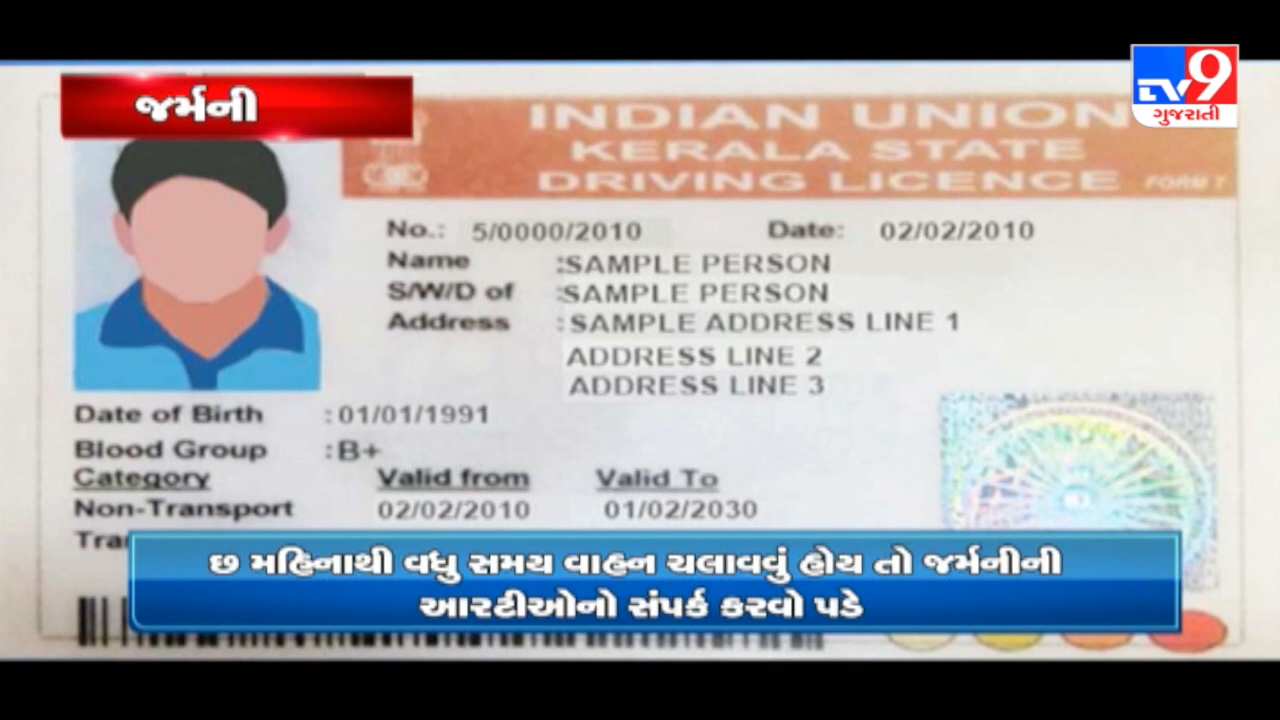 જર્મની
TV9
ગુજરાતી
INDIAN UNION
KERALA STATE
DRIVING LICENCE FORM 7
No.: 5/0000/2010 Date: 02/02/2010
Name :SAMPLE PERSON
S/W/D of :SAMPLE PERSON
Address : SAMPLE ADDRESS LINE 1
ADDRESS LINE 2
ADDRESS LINE 3
Date of Birth : 01/01/1991
Blood Group : B+
Category Valid from Valid To
Non-Transport 02/02/2010 01/02/2030
છ મહિનાથી વધુ સમય વાહન ચલાવવું હોય તો જર્મનીની
આરટીઓનો સંપર્ક કરવો પડે